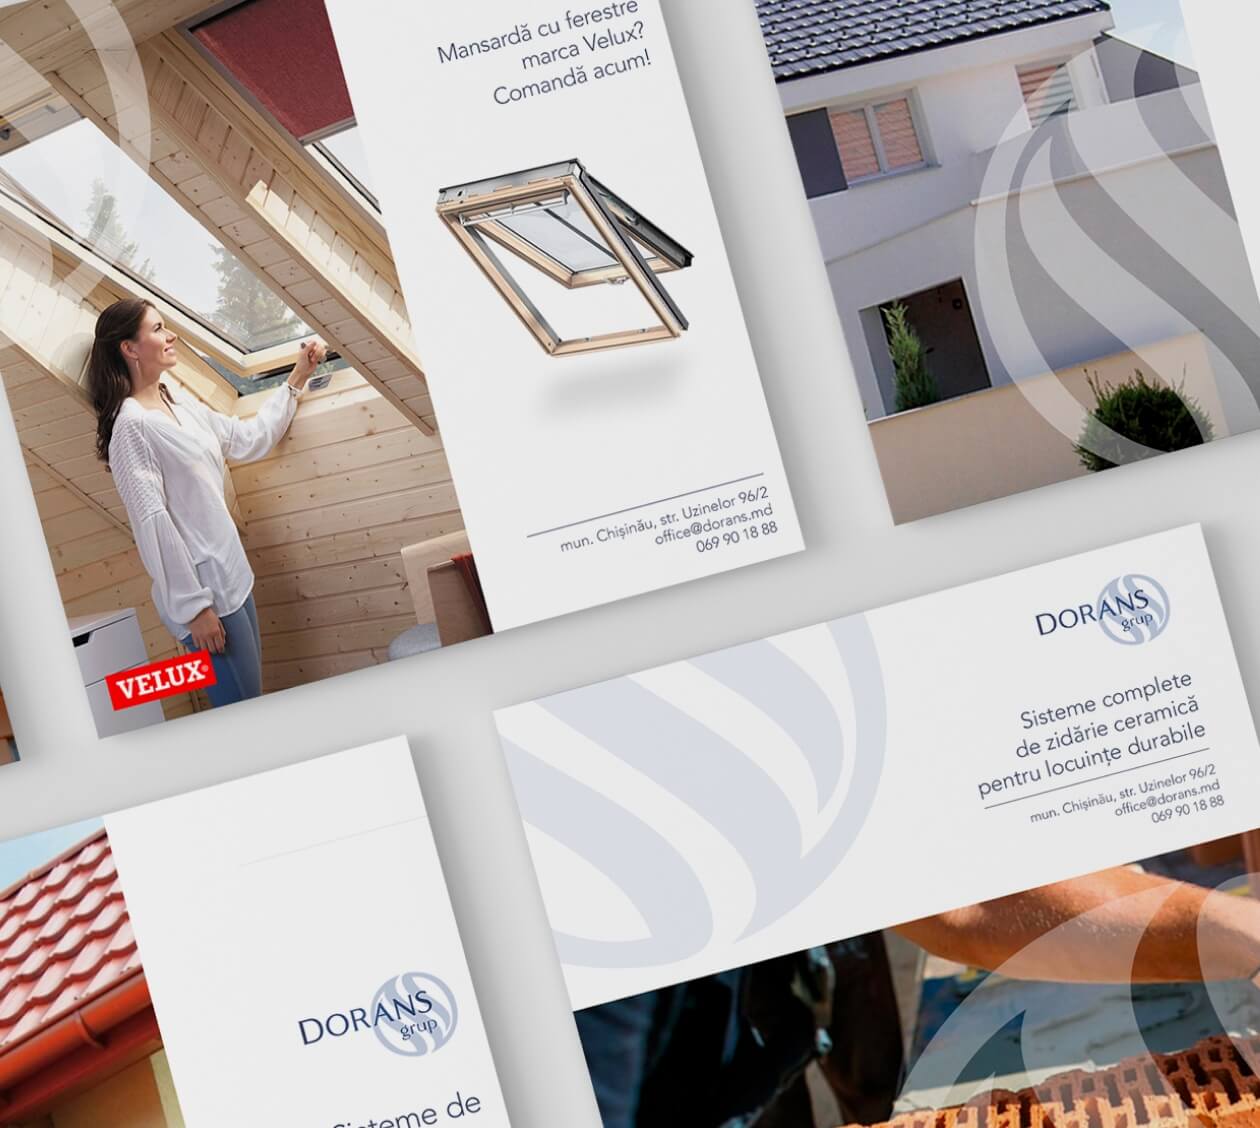 Mansardă cu ferestre
marca Velux?
Comandă acum!
mun. Chișinău, str. Uzinelor 96/2
office@dorans.md
069 90 18 88
VELUX®
DORANS
grup
Sisteme complete
de zidărie ceramică
pentru locuințe durabile
mun. Chișinău, str. Uzinelor 96/2
office@dorans.md
069 90 18 88
DORANS
grup
Sisteme de